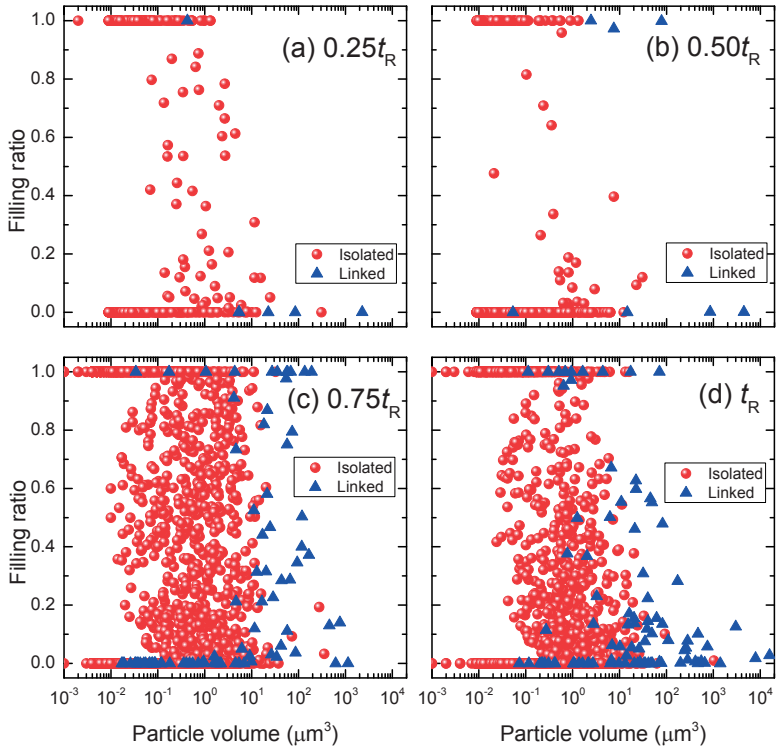 (a) 0.25tR
(b) 0.50tR
1.0
0.8
0.6
0.4
0.2
0.0
Filling ratio
Isolated
Linked
Isolated
Linked
(c) 0.75tR
(d) tR
1.0
0.8
0.6
0.4
0.2
0.0
Filling ratio
Isolated
Linked
Isolated
Linked
10⁻³ 10⁻² 10⁻¹ 10⁰ 10¹ 10² 10³ 10⁴
10⁻³ 10⁻² 10⁻¹ 10⁰ 10¹ 10² 10³ 10⁴
Particle volume (μm³)
Particle volume (μm³)